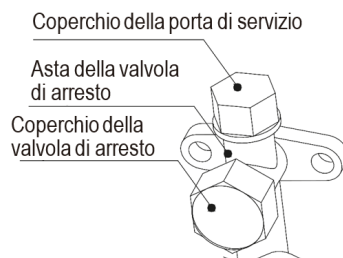 Coperchio della porta di servizio
Asta della valvola
di arresto
Coperchio della
valvola di arresto